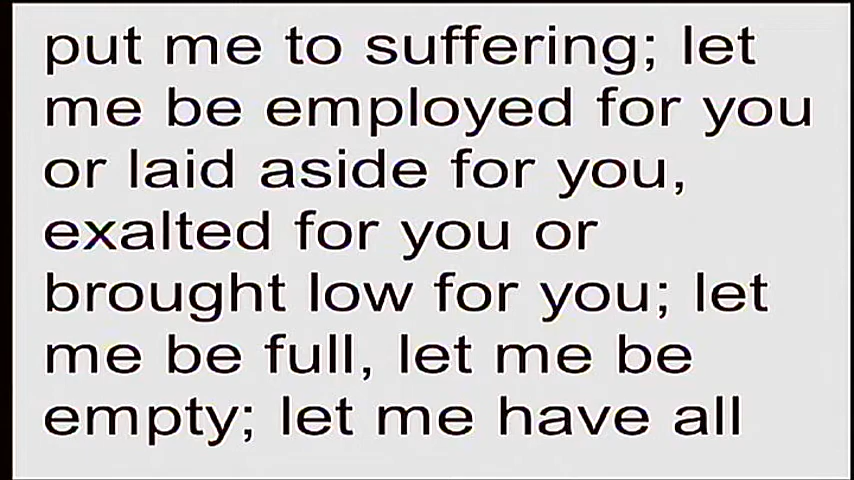 put me to suffering; let
me be employed for you
or laid aside for you,
exalted for you or
brought low for you; let
me be full, let me be
empty; let me have all